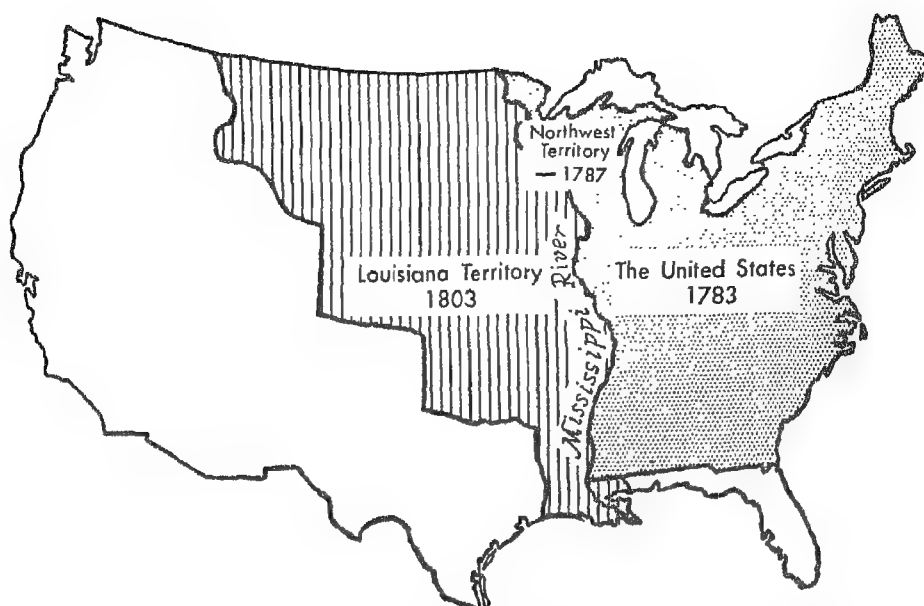 Northwest
Territory
— 1787
Louisiana Territory
1803
Mississippi River
The United States
1783